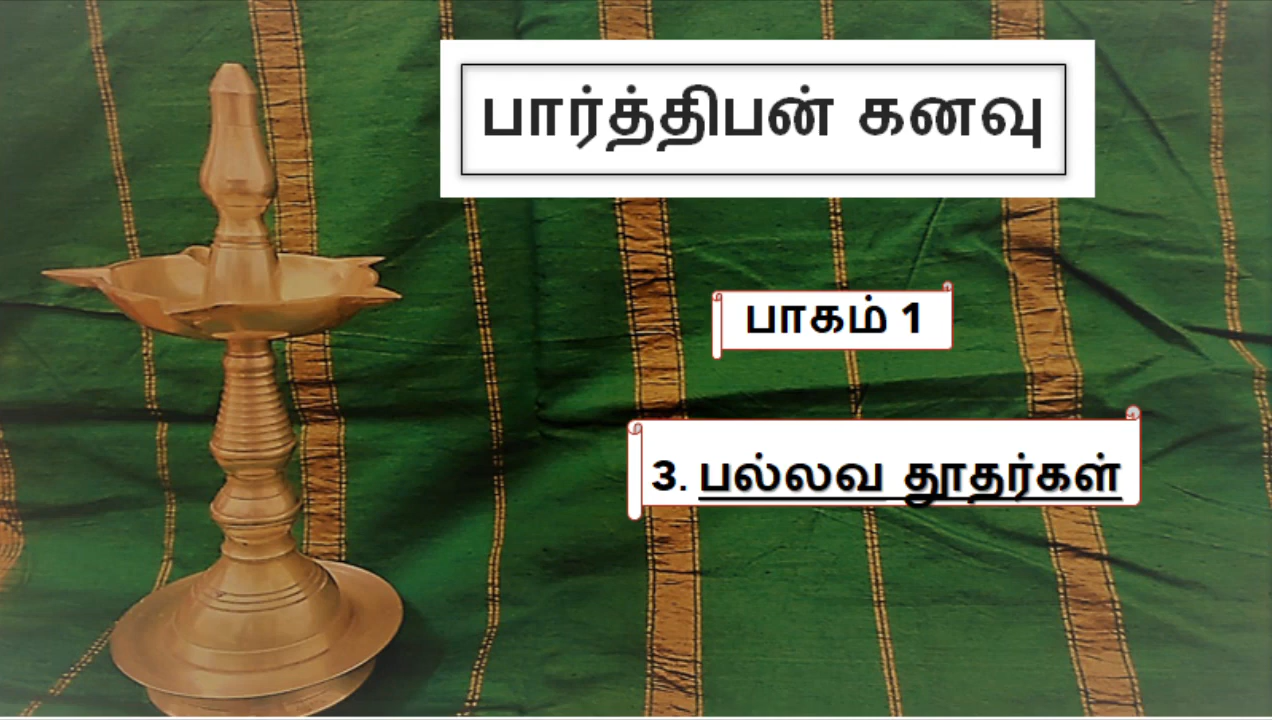 பார்த்திபன் கனவு
பாகம் 1
3. பல்லவ தூதர்கள்